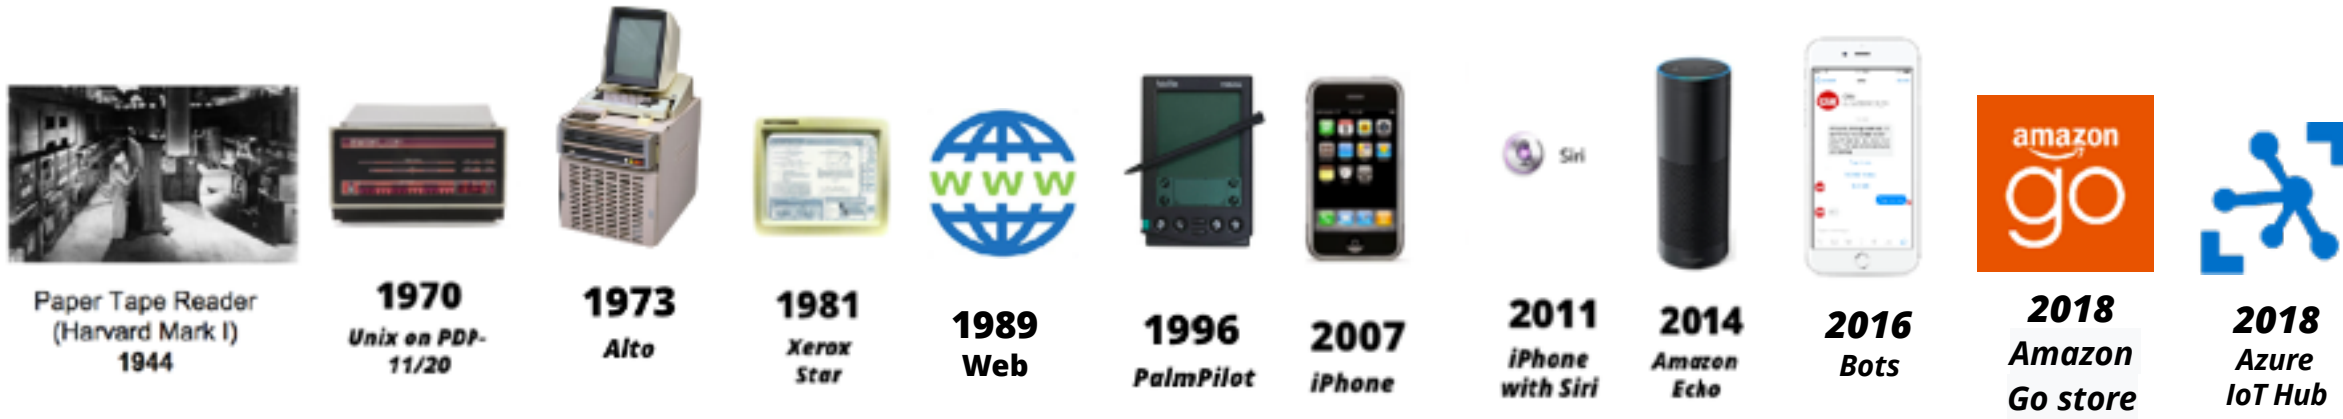 Paper Tape Reader
(Harvard Mark I)
1944
1970
Unix on PDP-
11/20
1973
Alto
1981
Xerox
Star
WWW
1989
Web
1996
PalmPilot
2007
iPhone
Siri
2011
iPhone
with Siri
2014
Amazon
Echo
2016
Bots
amazon
go
2018
Amazon
Go store
2018
Azure
IoT Hub